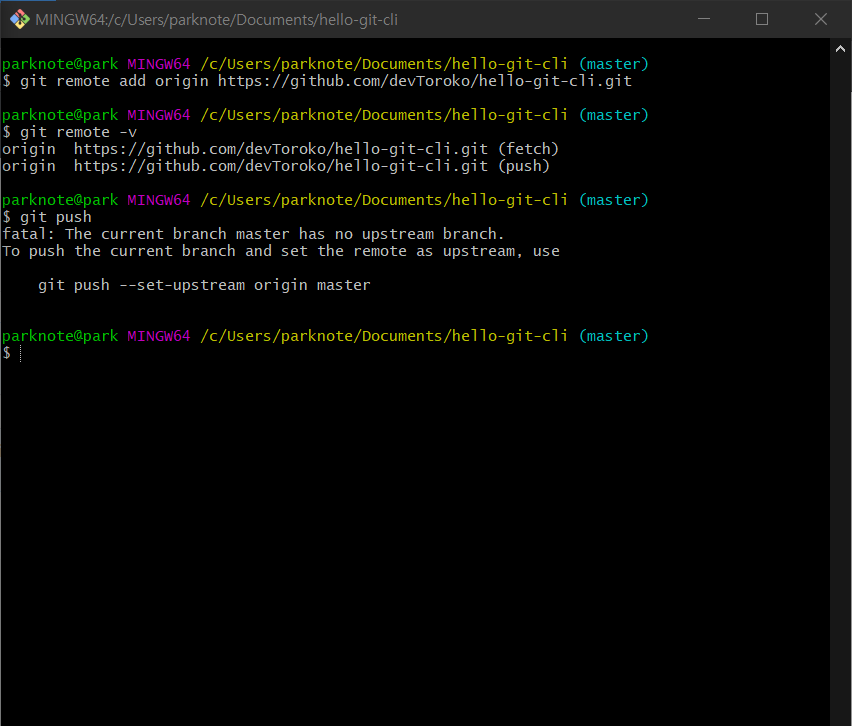 MINGW64:/c/Users/parknote/Documents/hello-git-cli
parknote@park MINGW64 /c/Users/parknote/Documents/hello-git-cli (master)
$ git remote add origin https://github.com/devToroko/hello-git-cli.git
parknote@park MINGW64 /c/Users/parknote/Documents/hello-git-cli (master)
$ git remote -v
origin  https://github.com/devToroko/hello-git-cli.git (fetch)
origin  https://github.com/devToroko/hello-git-cli.git (push)
parknote@park MINGW64 /c/Users/parknote/Documents/hello-git-cli (master)
$ git push
fatal: The current branch master has no upstream branch.
To push the current branch and set the remote as upstream, use
    git push --set-upstream origin master
parknote@park MINGW64 /c/Users/parknote/Documents/hello-git-cli (master)
$